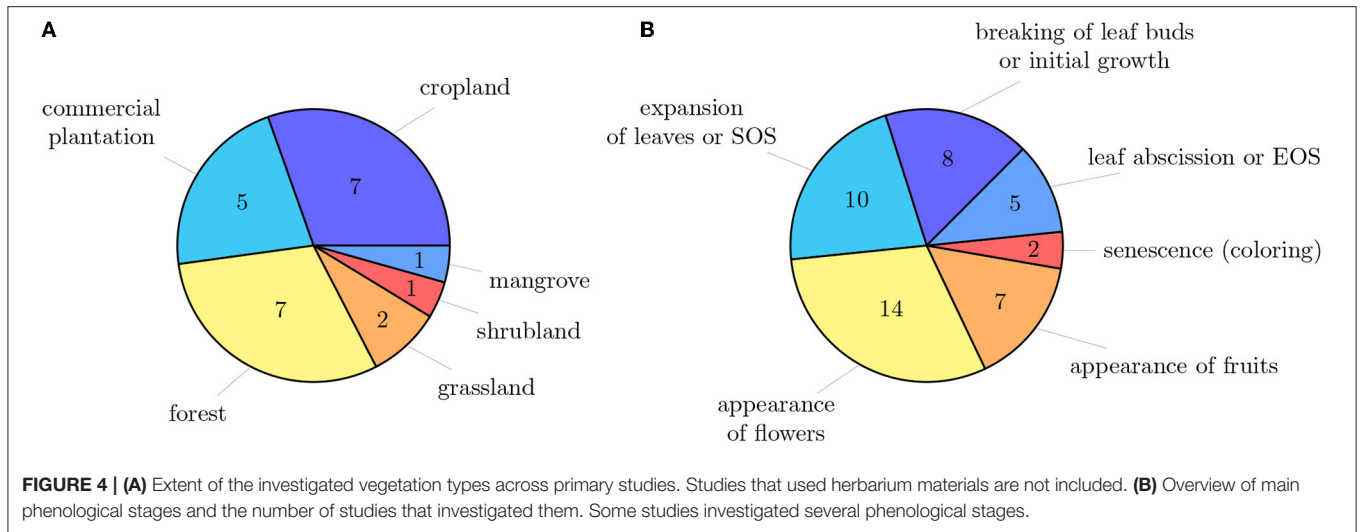 A
cropland
commercial
plantation
7
5
1
mangrove
1
shrubland
7
2
grassland
forest
B
breaking of leaf buds
or initial growth
expansion
of leaves or SOS
8
leaf abscission or EOS
10
5
2
senescence (coloring)
14
7
appearance of fruits
appearance
of flowers
FIGURE 4 | (A) Extent of the investigated vegetation types across primary studies. Studies that used herbarium materials are not included. (B) Overview of main
phenological stages and the number of studies that investigated them. Some studies investigated several phenological stages.